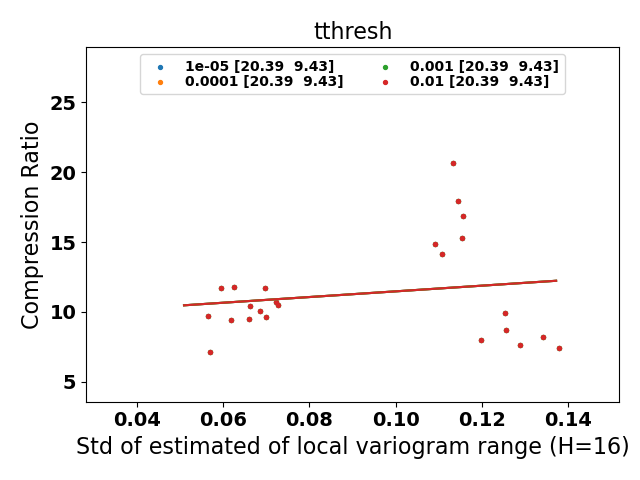 tthresh
1e-05 [20.39  9.43]
0.0001 [20.39  9.43]
0.001 [20.39  9.43]
0.01 [20.39  9.43]
Compression Ratio
25
20
15
10
5
0.04 0.06 0.08 0.10 0.12 0.14
Std of estimated of local variogram range (H=16)